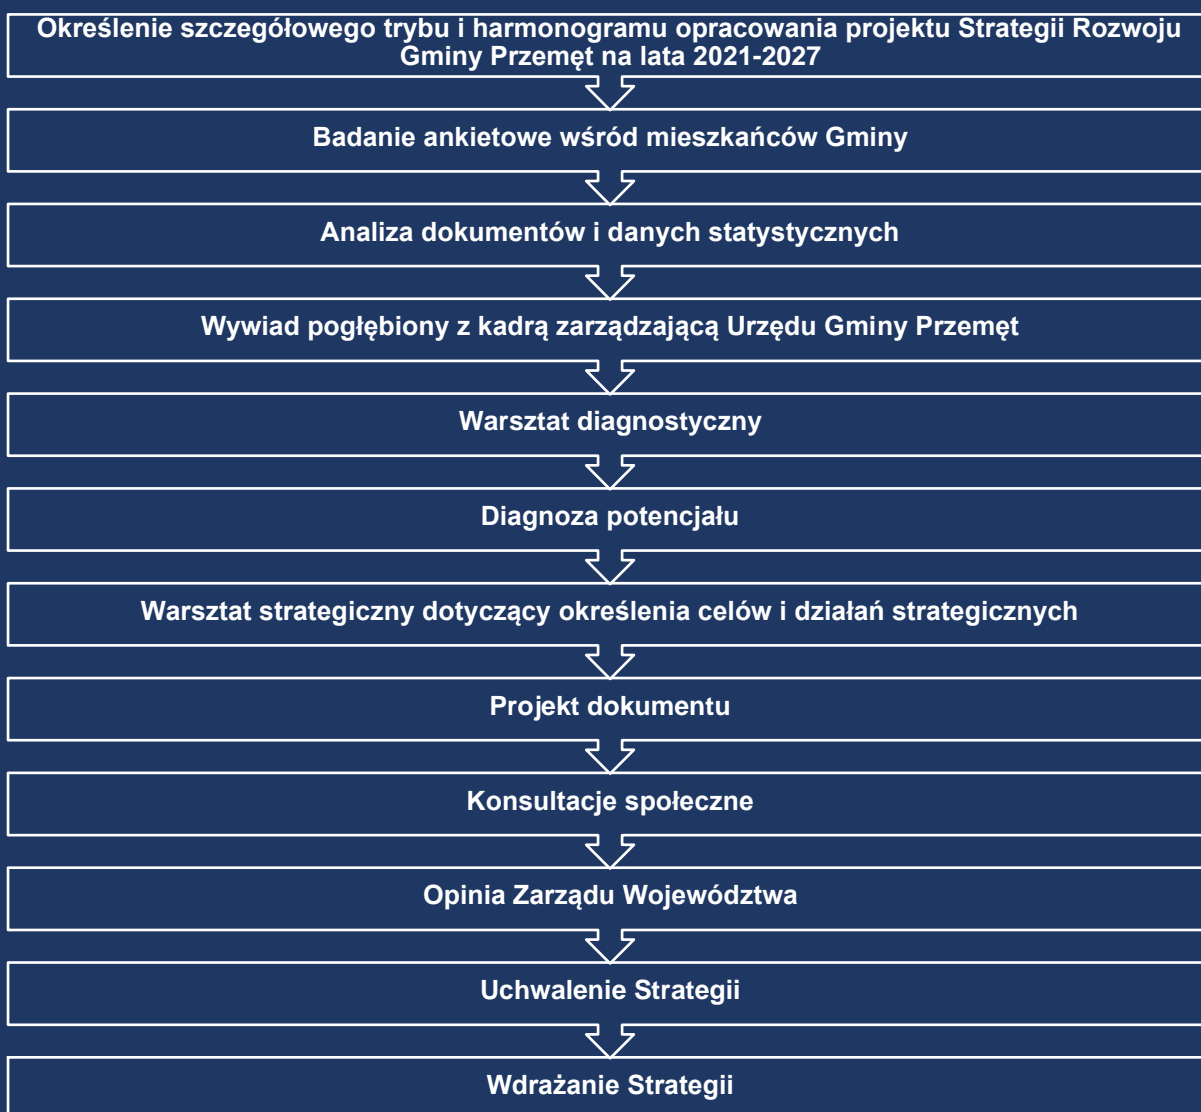 Określenie szczegółowego trybu i harmonogramu opracowania projektu Strategii Rozwoju
Gminy Przemęt na lata 2021-2027
Badanie ankietowe wśród mieszkańców Gminy
Analiza dokumentów i danych statystycznych
Wywiad pogłębiony z kadrą zarządzającą Urzędu Gminy Przemęt
Warsztat diagnostyczny
Diagnoza potencjału
Warsztat strategiczny dotyczący określenia celów i działań strategicznych
Projekt dokumentu
Konsultacje społeczne
Opinia Zarządu Województwa
Uchwalenie Strategii
Wdrażanie Strategii